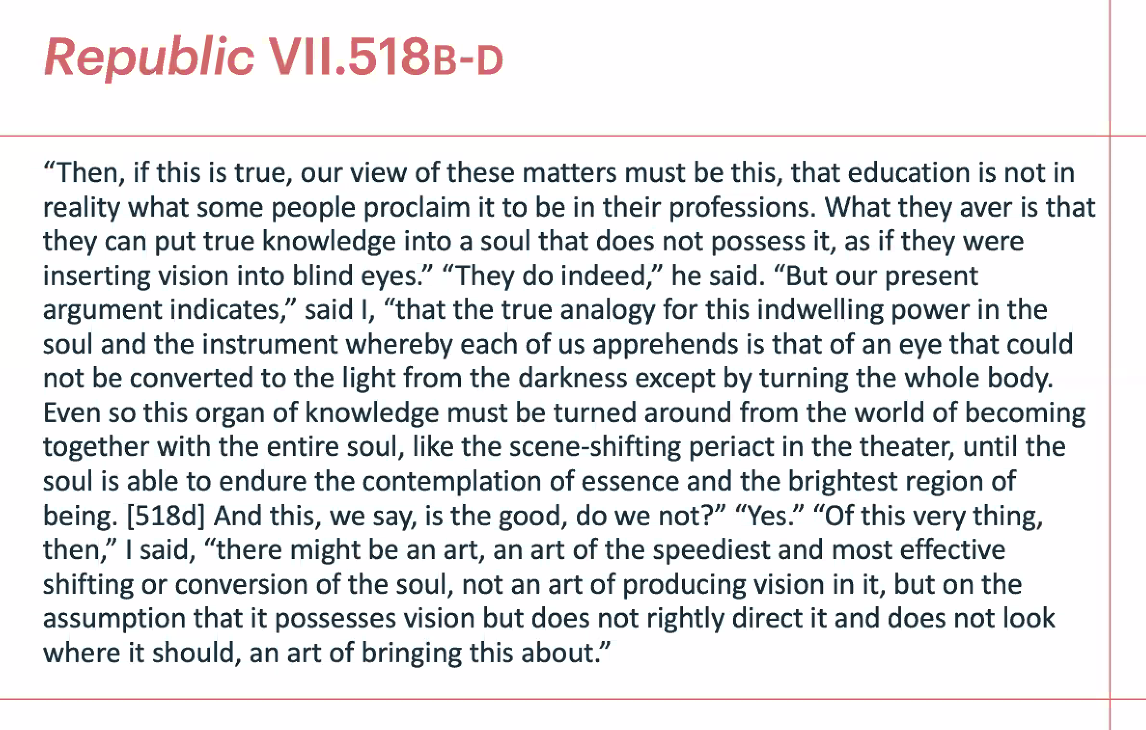 Republic VII.518B-D
“Then, if this is true, our view of these matters must be this, that education is not in
reality what some people proclaim it to be in their professions. What they aver is that
they can put true knowledge into a soul that does not possess it, as if they were
inserting vision into blind eyes.” “They do indeed,” he said. “But our present
argument indicates,” said I, “that the true analogy for this indwelling power in the
soul and the instrument whereby each of us apprehends is that of an eye that could
not be converted to the light from the darkness except by turning the whole body.
Even so this organ of knowledge must be turned around from the world of becoming
together with the entire soul, like the scene-shifting periact in the theater, until the
soul is able to endure the contemplation of essence and the brightest region of
being. [518d] And this, we say, is the good, do we not?” “Yes.” “Of this very thing,
then,” I said, “there might be an art, an art of the speediest and most effective
shifting or conversion of the soul, not an art of producing vision in it, but on the
assumption that it possesses vision but does not rightly direct it and does not look
where it should, an art of bringing this about.”